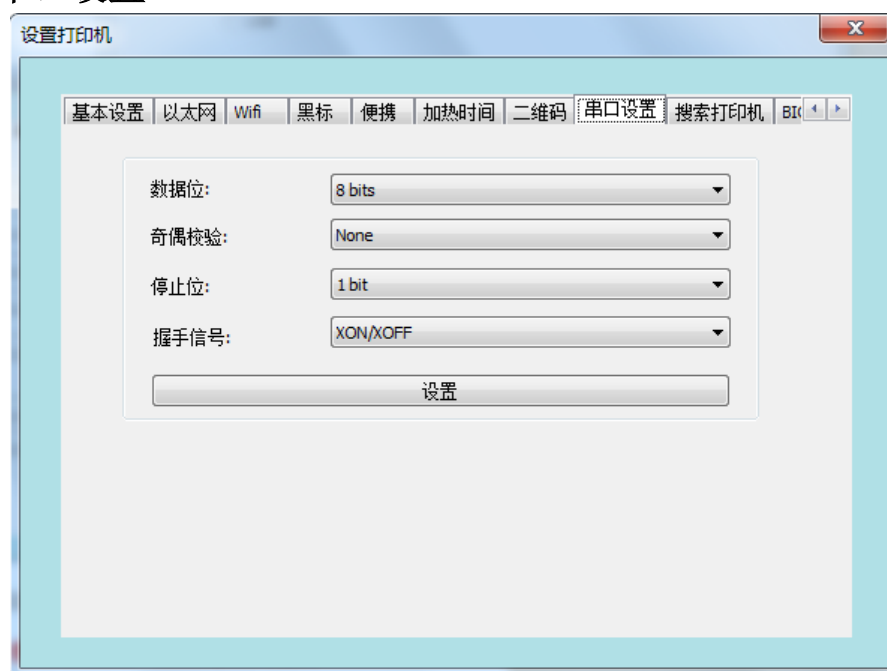 设置打印机
基本设置 以太网 Wifi 黑标 便携 加热时间 二维码 串口设置 搜索打印机
数据位: 8 bits
奇偶校验: None
停止位: 1 bit
握手信号: XON/XOFF
设置